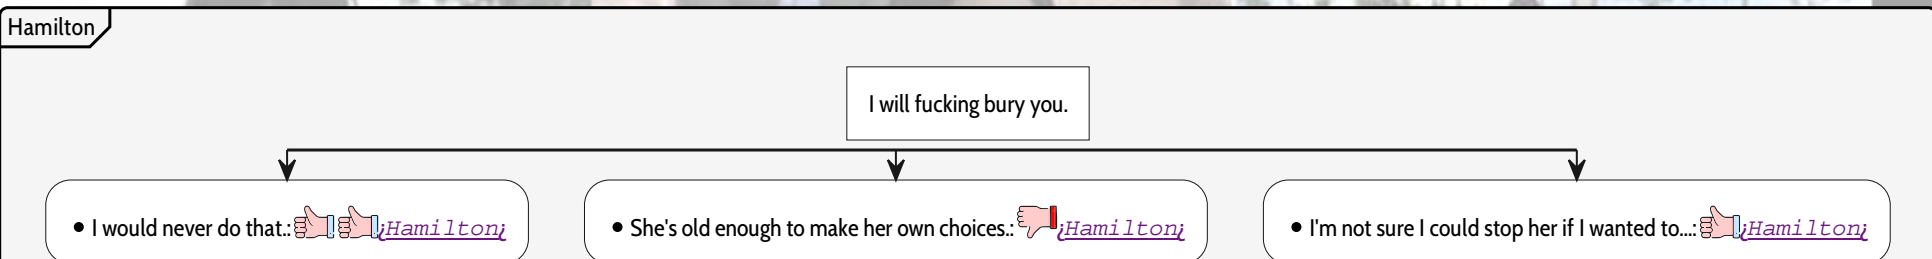 Hamilton
I will fucking bury you.
• I would never do that.: ¿Hamilton¿
• She's old enough to make her own choices.: ¿Hamilton¿
• I'm not sure I could stop her if I wanted to...: ¿Hamilton¿